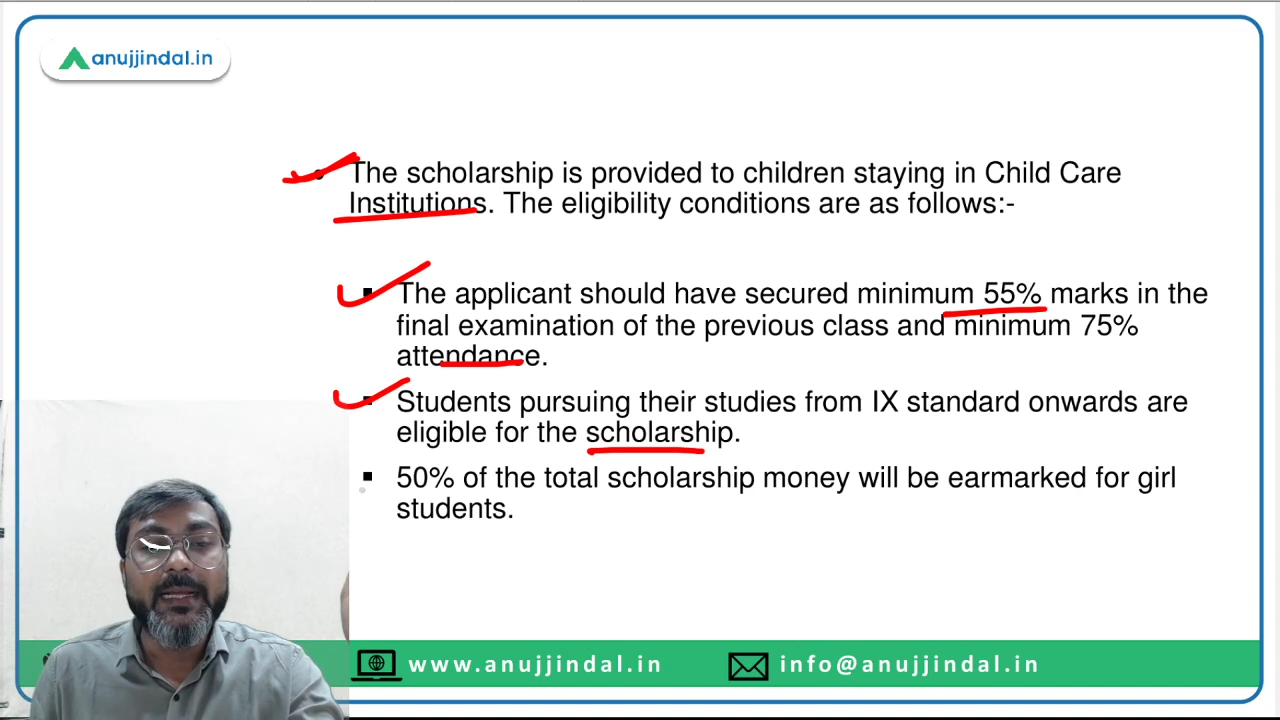 anujjindal.in
The scholarship is provided to children staying in Child Care
Institutions. The eligibility conditions are as follows:-
The applicant should have secured minimum 55% marks in the
final examination of the previous class and minimum 75%
attendance.
Students pursuing their studies from IX standard onwards are
eligible for the scholarship.
50% of the total scholarship money will be earmarked for girl
students.
www.anujjindal.in
info@anujjindal.in